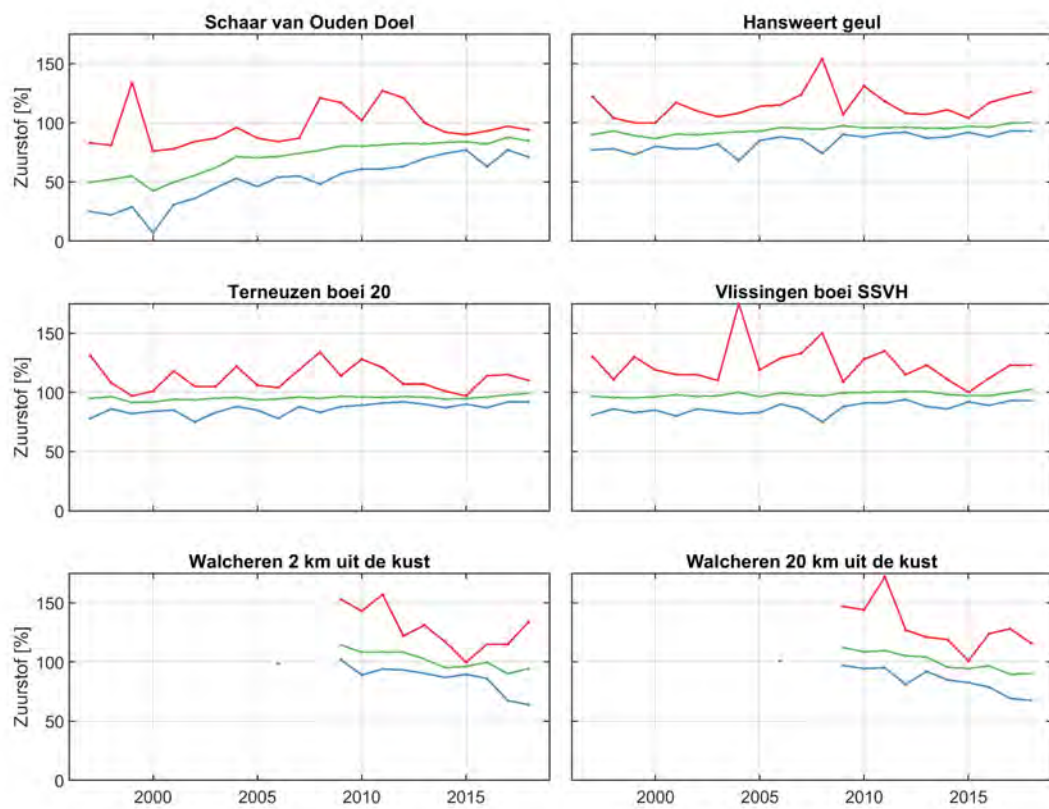 Schaar van Ouden Doel
Hansweert geul
Zuurstof [%]
150
100
50
0
Terneuzen boei 20
Vlissingen boei SSVH
Zuurstof [%]
150
100
50
0
Walcheren 2 km uit de kust
Walcheren 20 km uit de kust
Zuurstof [%]
150
100
50
0
2000 2005 2010 2015 2000 2005 2010 2015